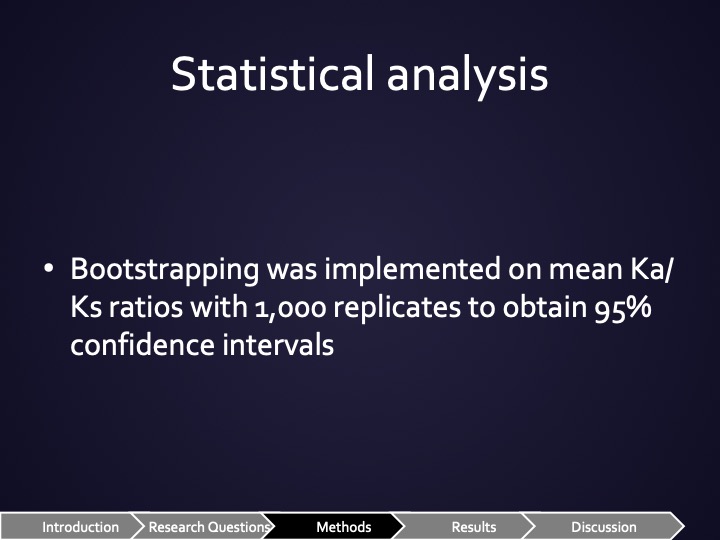 Statistical analysis
• Bootstrapping was implemented on mean Ka/
Ks ratios with 1,000 replicates to obtain 95%
confidence intervals
Introduction
Research Questions
Methods
Results
Discussion